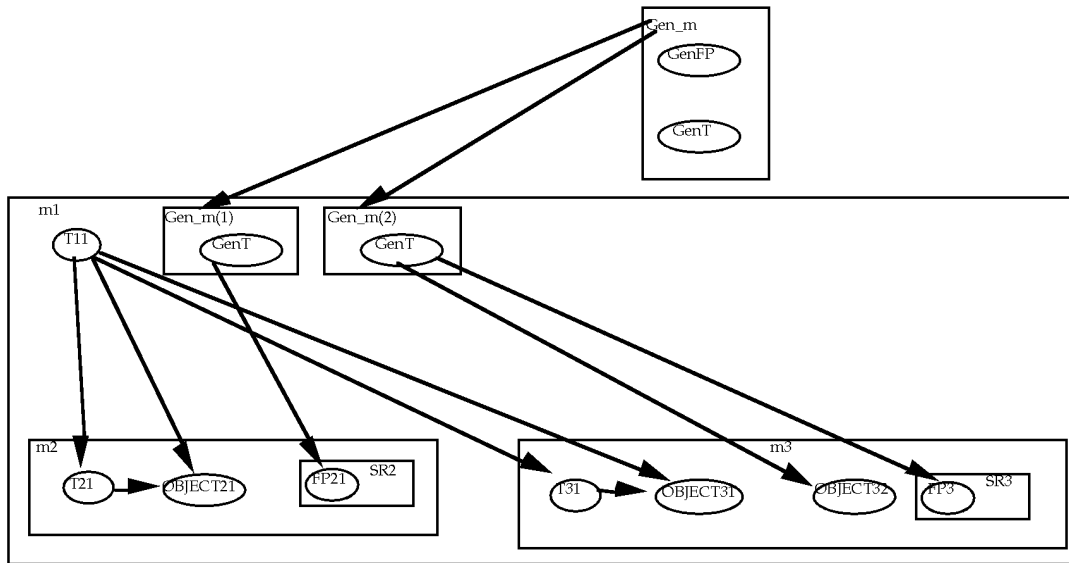 Gen_m
GenFP
GenT
m1
Gen_m(1)
Gen_m(2)
T11
GenT
GenT
m2
m3
SR2
SR3
T21
OBJECT21
FP21
T31
OBJECT31
OBJECT32
FP3